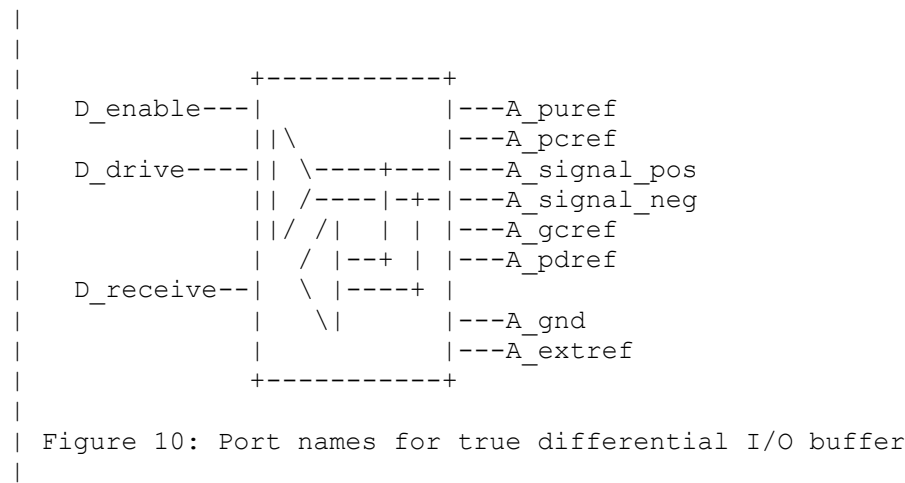 |
|
|                +-----------+
|   D_enable---|           |---A_puref
|              ||\         |---A_pcref
|   D_drive----|| \----+---|---A_signal_pos
|              || /----|-+-|---A_signal_neg
|              ||/ /|  | | |---A_gcref
|              |  / |--+ | |---A_pdref
|   D_receive--|  \ |----+ |
|              |   \|      |---A_gnd
|              |           |---A_extref
|              +-----------+
|
| Figure 10: Port names for true differential I/O buffer
|